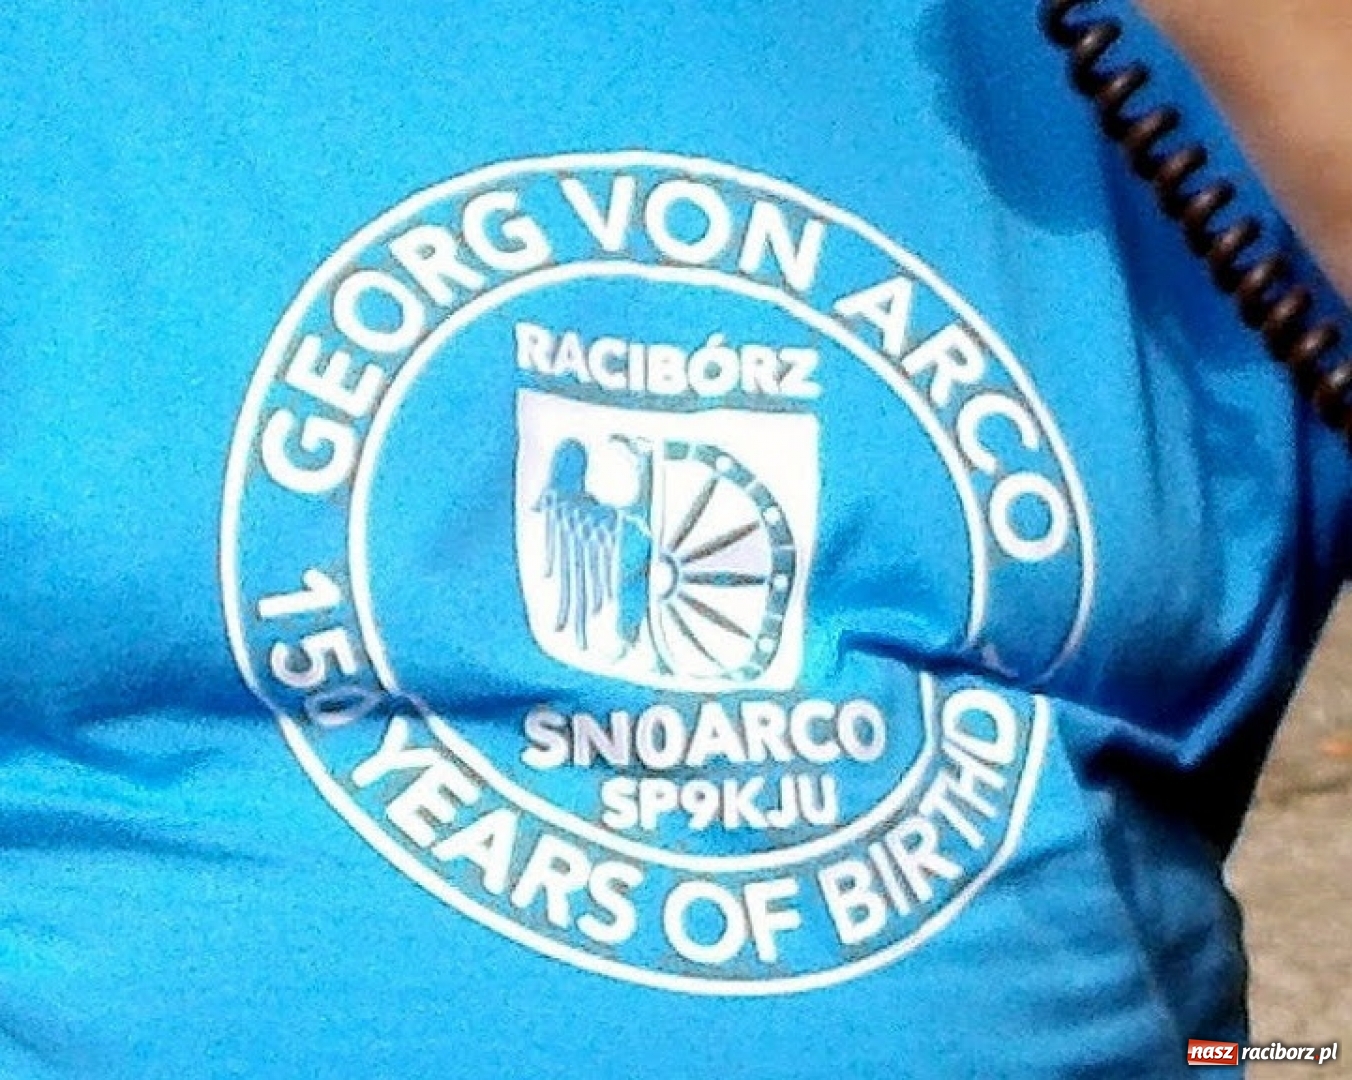 GEORG VON ARCO
RACIBÓRZ
SN0ARCO
SP9KJU
150 YEARS OF BIRTHD
nasz raciborz.pl